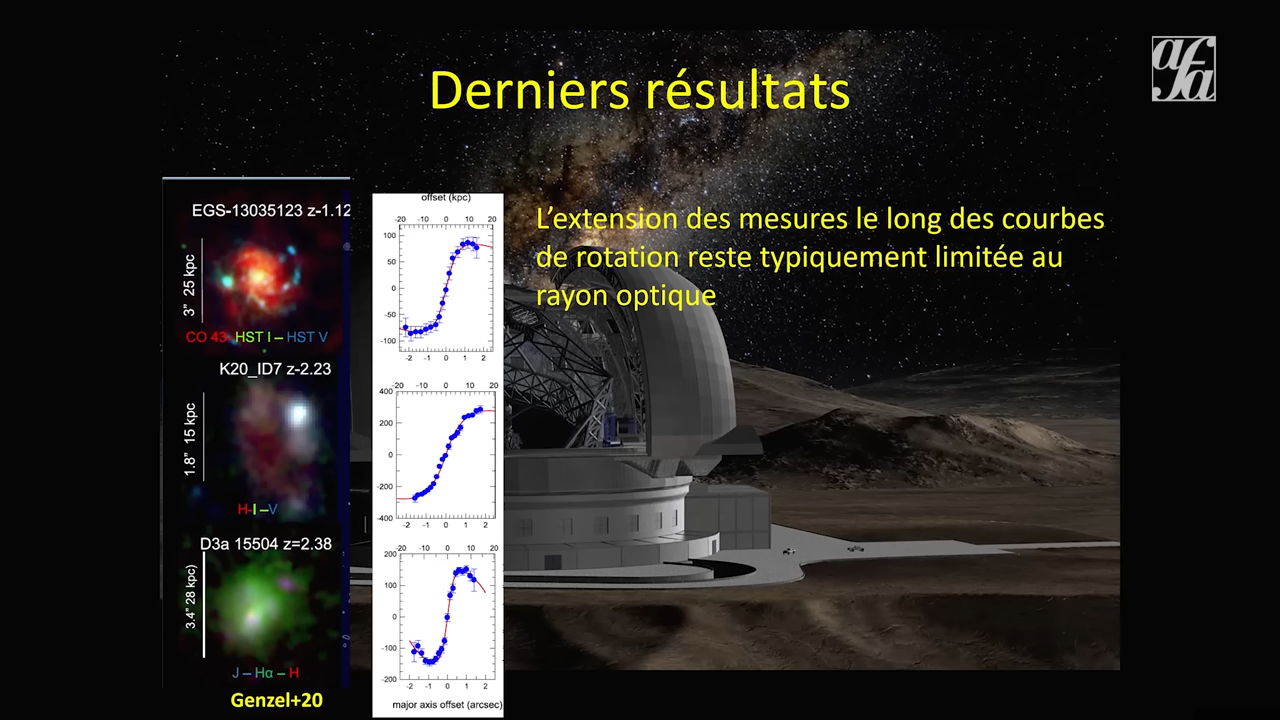 Derniers résultats
afa
EGS-13035123 z-1.12
3" 25 kpc
CO 43- HST I – HST V
K20_ID7 z-2.23
1.8" 15 kpc
H-I –V
D3a 15504 z=2.38
3.4" 28 kpc)
J – Hα – H
Genzel+20
offset (kpc)
-20 -10 0 10 20
100
50
0
-50
-100
-2 -1 0 1 2
-20 -10 0 10 20
400
200
0
-200
-400
-2 -1 0 1 2
-20 -10 0 10 20
200
100
0
-100
-200
-2 -1 0 1 2
major axis offset (arcsec)
L’extension des mesures le long des courbes
de rotation reste typiquement limitée au
rayon optique